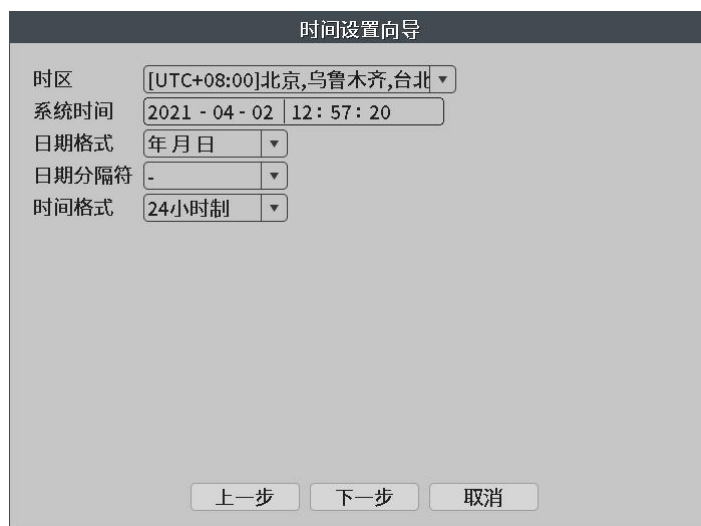 时间设置向导
时区 [UTC+08:00]北京,乌鲁木齐,台北
系统时间 2021 - 04 - 02 12: 57: 20
日期格式 年 月 日
日期分隔符 -
时间格式 24小时制
上一步 下一步 取消